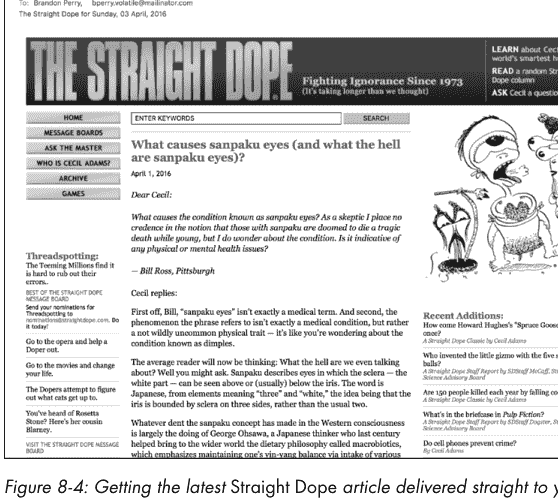 To: Brandon Perry, bperry.volatile@mailinator.com
The Straight Dope for Sunday, 03 April, 2016
THE STRAIGHT DOPE
Fighting Ignorance Since 1973
(It's taking longer than we thought)
LEARN about Cec
world's smartest h
READ a random Str
Dope column
ASK Cecil a questio
HOME
MESSAGE BOARDS
ASK THE MASTER
WHO IS CECIL ADAMS?
ARCHIVE
GAMES
ENTER KEYWORDS
SEARCH
What causes sanpaku eyes (and what the hell
are sanpaku eyes)?
April 1, 2016
Dear Cecil:
What causes the condition known as sanpaku eyes? As a skeptic I place no
credence in the notion that those with sanpaku are doomed to die a tragic
death while young, but I do wonder about the condition. Is it indicative of
any physical or mental health issues?
— Bill Ross, Pittsburgh
Cecil replies:
First off, Bill, "sanpaku eyes" isn't exactly a medical term. And second, the
phenomenon the phrase refers to isn't exactly a medical condition, but rather
a not wildly uncommon physical trait — it's like you're wondering about the
condition known as dimples.
The average reader will now be thinking: What the hell are we even talking
about? Well you might ask. Sanpaku describes eyes in which the sclera — the
white part — can be seen above or (usually) below the iris. The word is
Japanese, from elements meaning "three" and "white," the idea being that the
iris is bounded by sclera on three sides, rather than the usual two.
Whatever dent the sanpaku concept has made in the Western consciousness
is largely the doing of George Ohsawa, a Japanese thinker who last century
helped bring to the wider world the dietary philosophy called macrobiotics,
which emphasizes maintaining one's yin-yang balance via intake of various
Threadspotting:
The Teeming Millions find it
is hard to rub out their
errors..
BEST OF THE STRAIGHT DOPE
MESSAGE BOARD
Send your nominations for
Threadspotting to
nominations@straightdope.com. Do
it today!
Go to the opera and help a
Doper out.
Go to the movies and change
your life.
The Dopers attempt to figure
out what cats get up to.
You've heard of Rosetta
Stone? Here's her cousin
Blarney.
VISIT THE STRAIGHT DOPE MESSAGE
BOARD
Recent Additions:
How come Howard Hughes's "Spruce Goos
once?
A Straight Dope Classic by Cecil Adams
Who invented the little gizmo with the five s
balls?
A Straight Dope Staff Report by SDStaff McCaff, St
Science Advisory Board
Are 150 people killed each year by falling co
A Straight Dope Classic by Cecil Adams
What's in the briefcase in Pulp Fiction?
A Straight Dope Staff Report by SDStaff Dogster, St
Science Advisory Board
Do cell phones prevent crime?
By Cecil Adams
Figure 8-4: Getting the latest Straight Dope article delivered straight to y